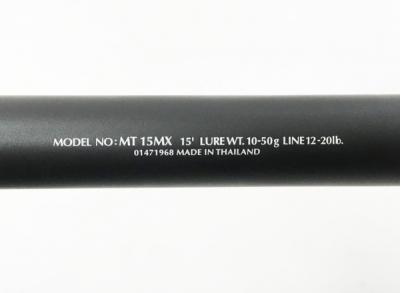 MODEL NO: MT 15MX 15' LURE WT. 10-50g LINE 12-20lb.
01471968 MADE IN THAILAND